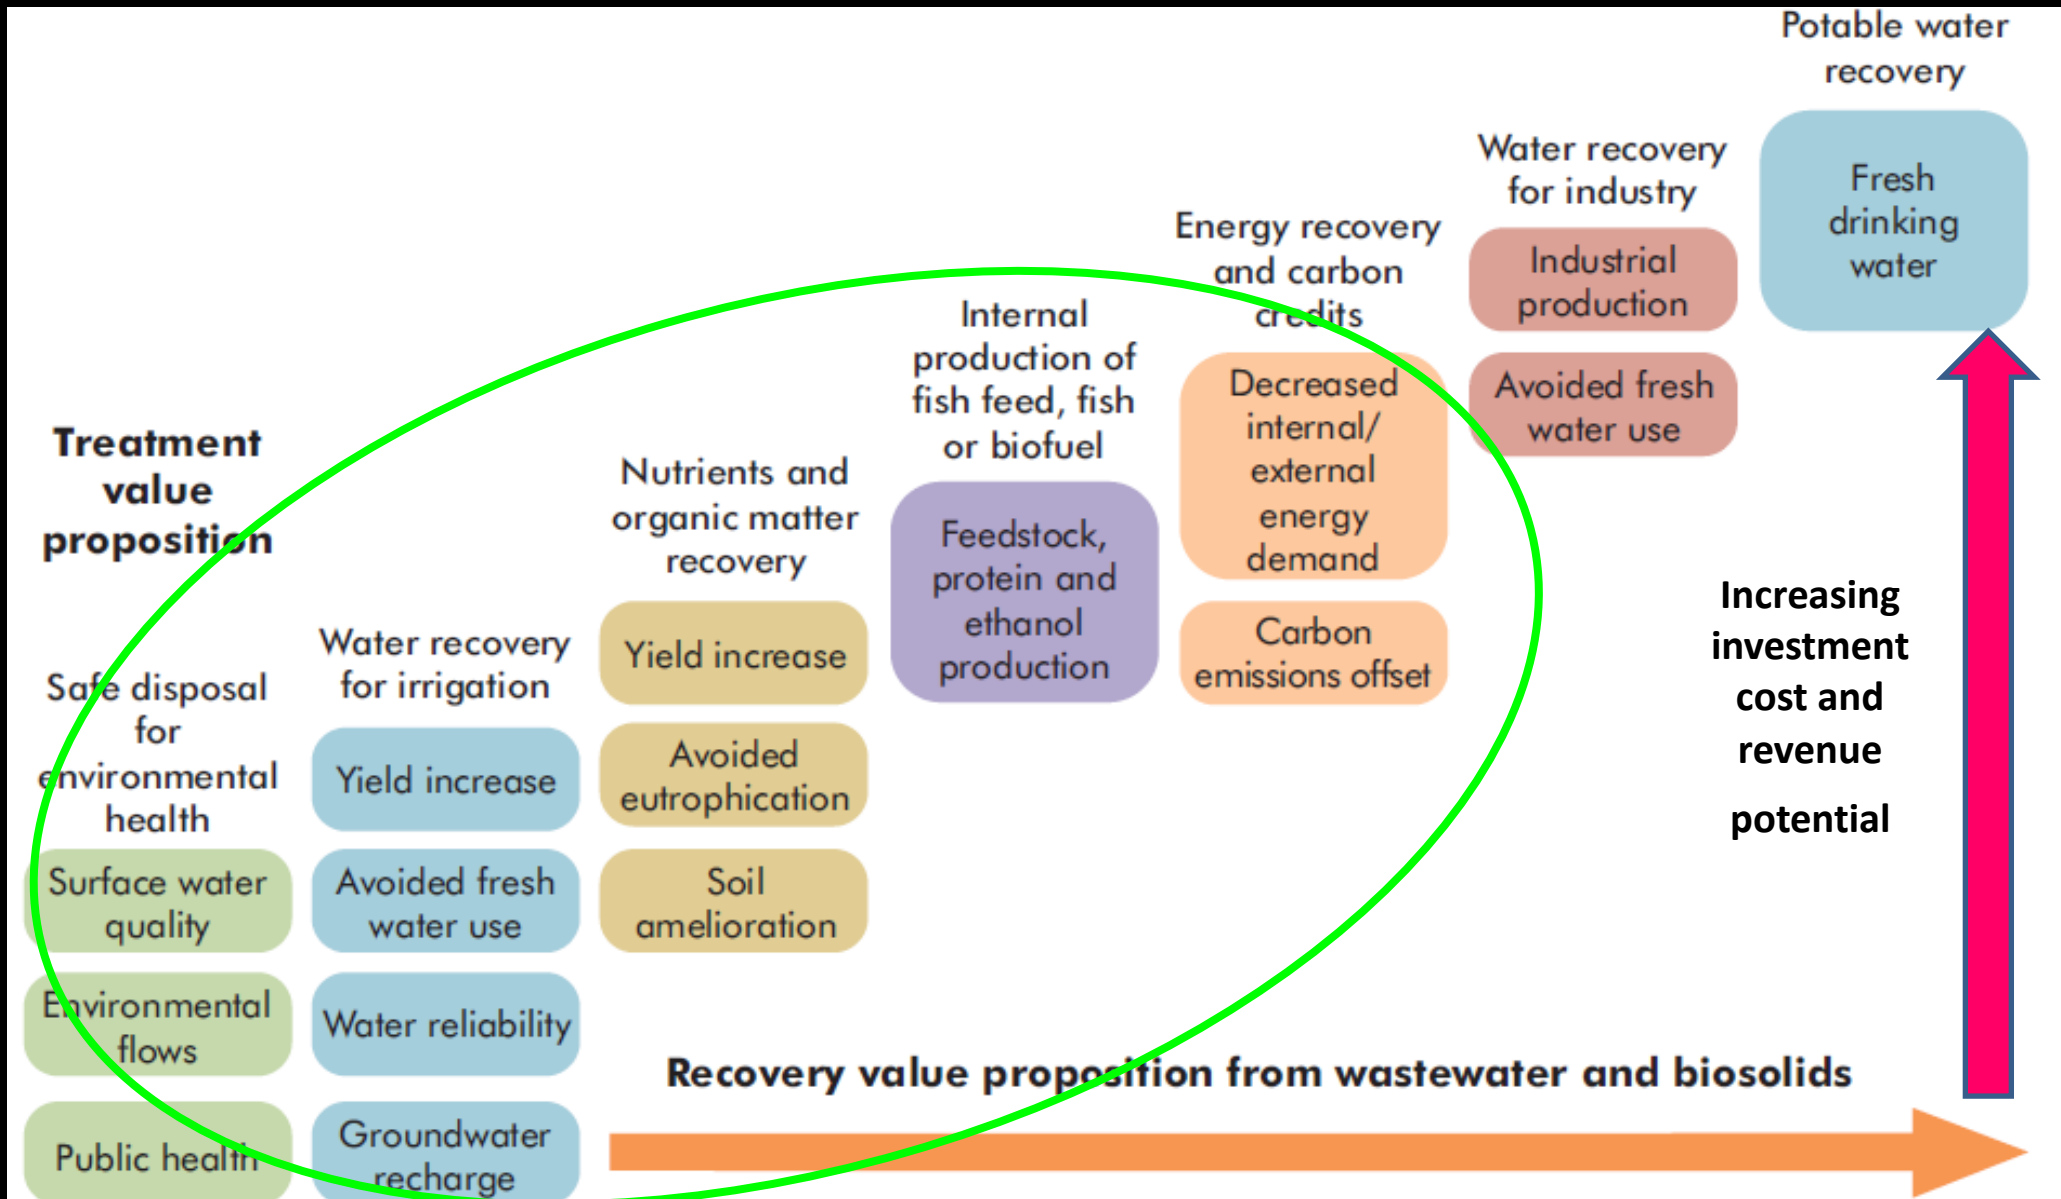 Treatment
value
proposition
Safe disposal
for
environmental
health
Surface water
quality
Environmental
flows
Public health
Water recovery
for irrigation
Yield increase
Avoided fresh
water use
Water reliability
Groundwater
recharge
Nutrients and
organic matter
recovery
Yield increase
Avoided
eutrophication
Soil
amelioration
Internal
production of
fish feed, fish
or biofuel
Feedstock,
protein and
ethanol
production
Energy recovery
and carbon
credits
Decreased
internal/
external
energy
demand
Carbon
emissions offset
Water recovery
for industry
Industrial
production
Avoided fresh
water use
Potable water
recovery
Fresh
drinking
water
Increasing
investment
cost and
revenue
potential
Recovery value proposition from wastewater and biosolids